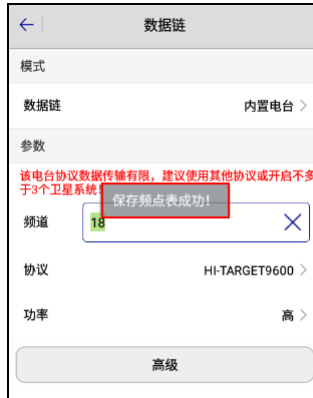 数据链
模式
数据链
内置电台
参数
该电台协议数据传输有限，建议使用其他协议或开启不多
于3个卫星系统!
保存频点表成功!
频道
18
协议
HI-TARGET9600
功率
高
高级